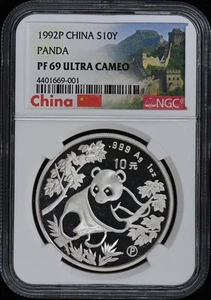 1992P CHINA S10Y
PANDA
PF 69 ULTRA CAMEO
4401669-001
China
NGC
.999 Ag 1oz
10元
P